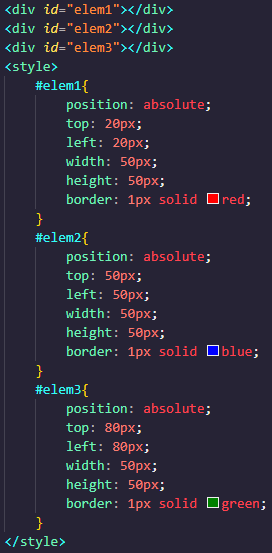 <div id="elem1"></div>
<div id="elem2"></div>
<div id="elem3"></div>
<style>
    #elem1{
        position: absolute;
        top: 20px;
        left: 20px;
        width: 50px;
        height: 50px;
        border: 1px solid red;
    }
    #elem2{
        position: absolute;
        top: 50px;
        left: 50px;
        width: 50px;
        height: 50px;
        border: 1px solid blue;
    }
    #elem3{
        position: absolute;
        top: 80px;
        left: 80px;
        width: 50px;
        height: 50px;
        border: 1px solid green;
    }
</style>